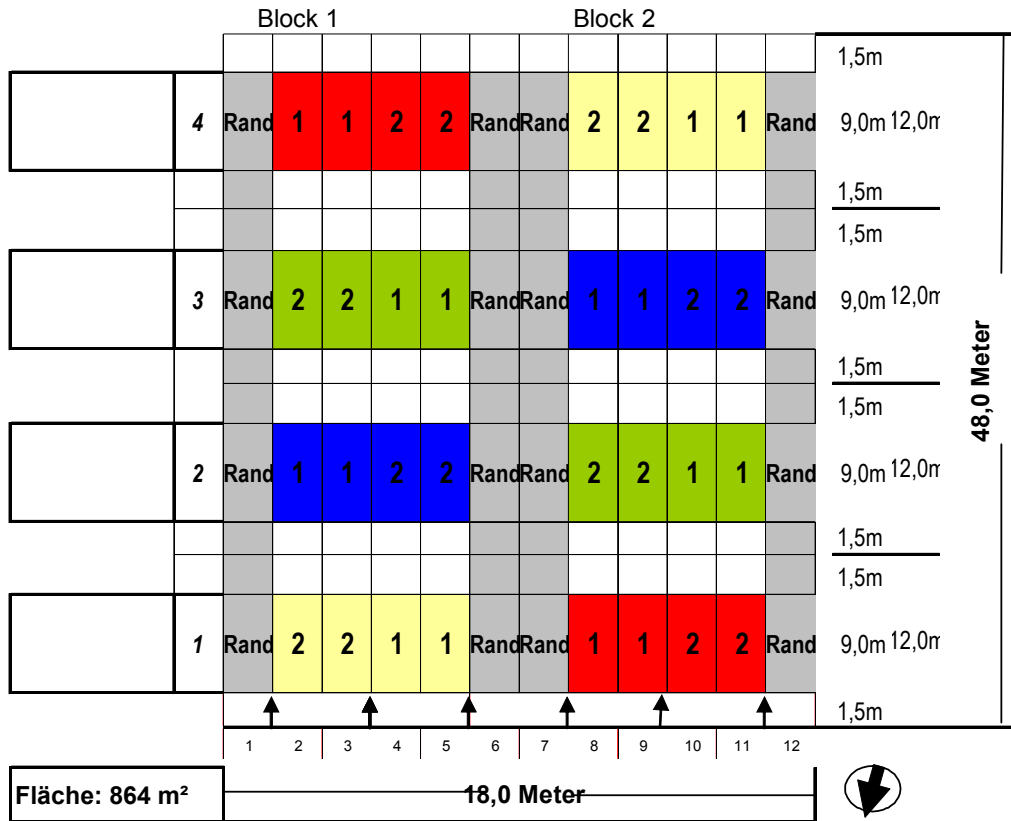 Block 1 Block 2
1,5m
4 Rand 1 1 2 2 Rand Rand 2 2 1 1 Rand 9,0m 12,0m
1,5m
1,5m
3 Rand 2 2 1 1 Rand Rand 1 1 2 2 Rand 9,0m 12,0m
1,5m
48,0 Meter
1,5m
2 Rand 1 1 2 2 Rand Rand 2 2 1 1 Rand 9,0m 12,0m
1,5m
1,5m
1 Rand 2 2 1 1 Rand Rand 1 1 2 2 Rand 9,0m 12,0m
1,5m
1 2 3 4 5 6 7 8 9 10 11 12
Fläche: 864 m² 18,0 Meter